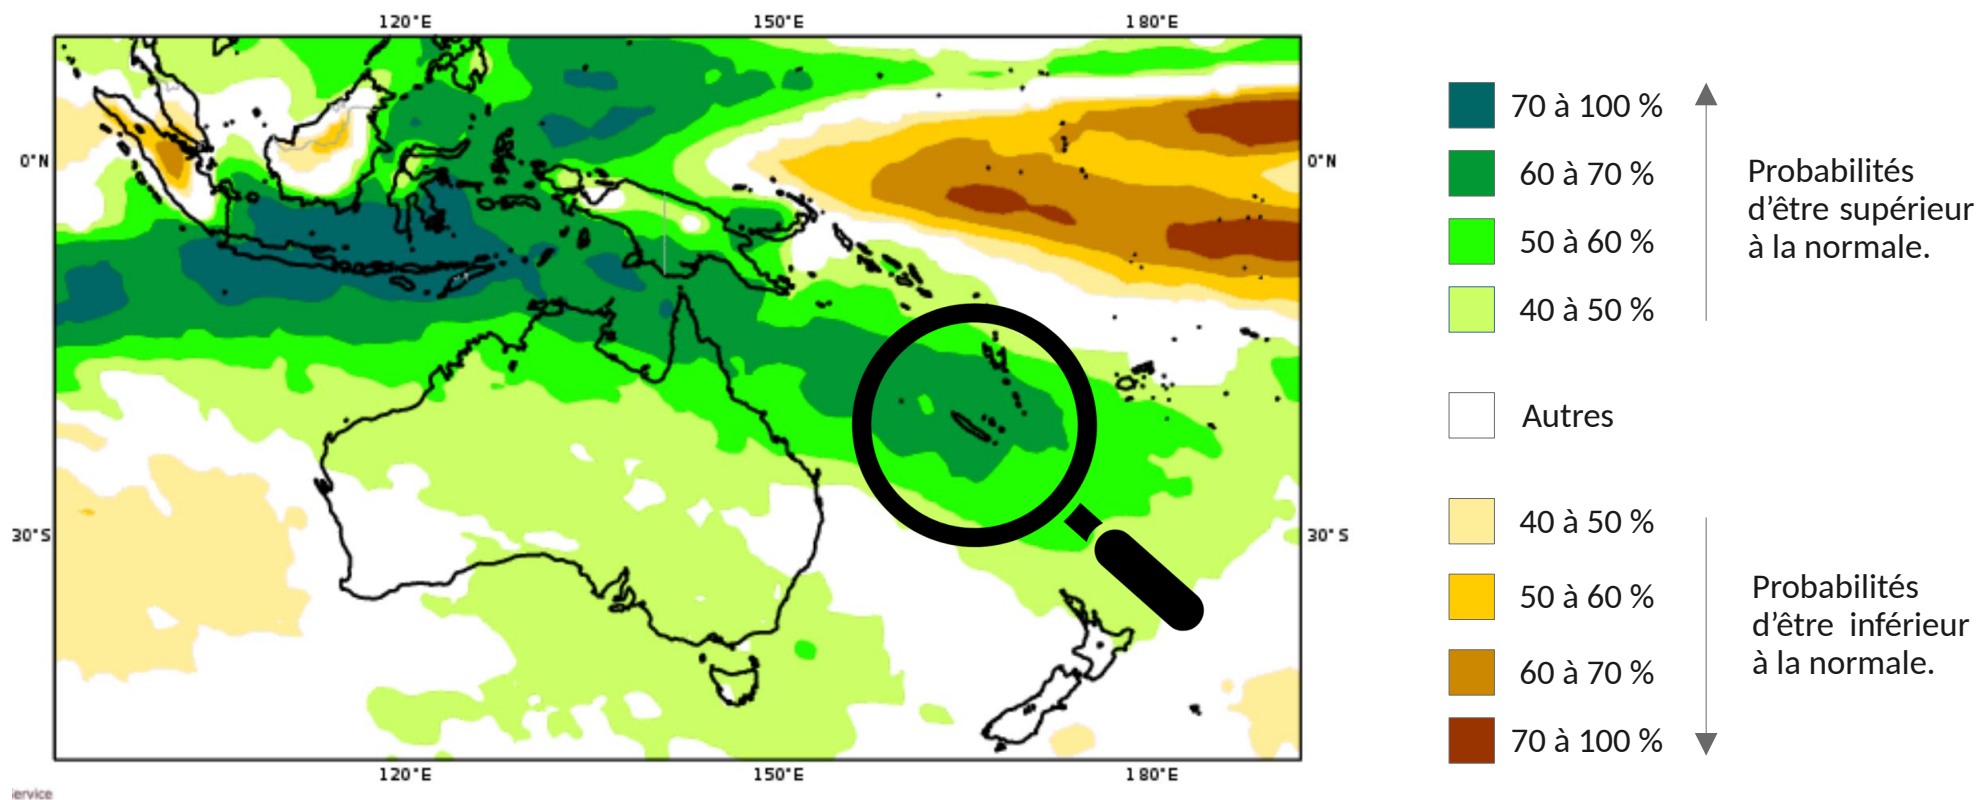 120°E 150°E 180°E
0°N 0°N
30°S 30°S
120°E 150°E 180°E
service
70 à 100 %
60 à 70 %
50 à 60 %
40 à 50 %
Probabilités
d’être supérieur
à la normale.
Autres
40 à 50 %
50 à 60 %
60 à 70 %
70 à 100 %
Probabilités
d’être inférieur
à la normale.